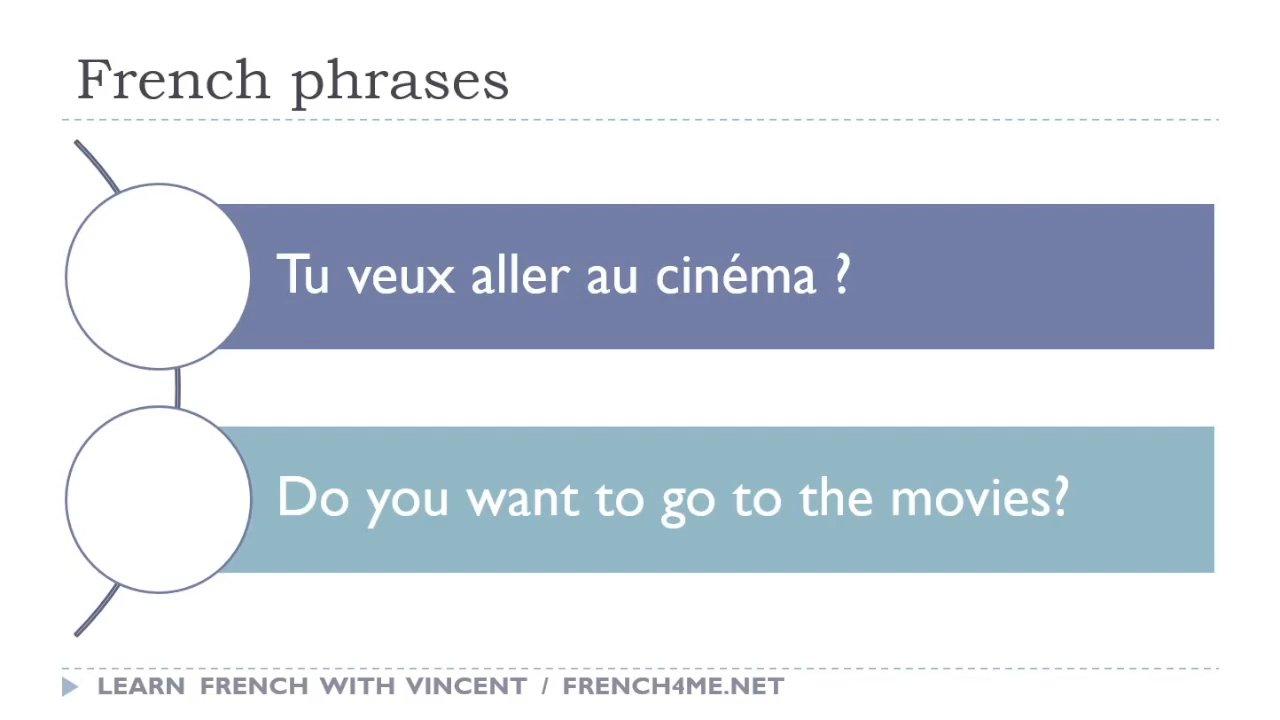 French phrases
Tu veux aller au cinéma ?
Do you want to go to the movies?
LEARN FRENCH WITH VINCENT / FRENCH4ME.NET